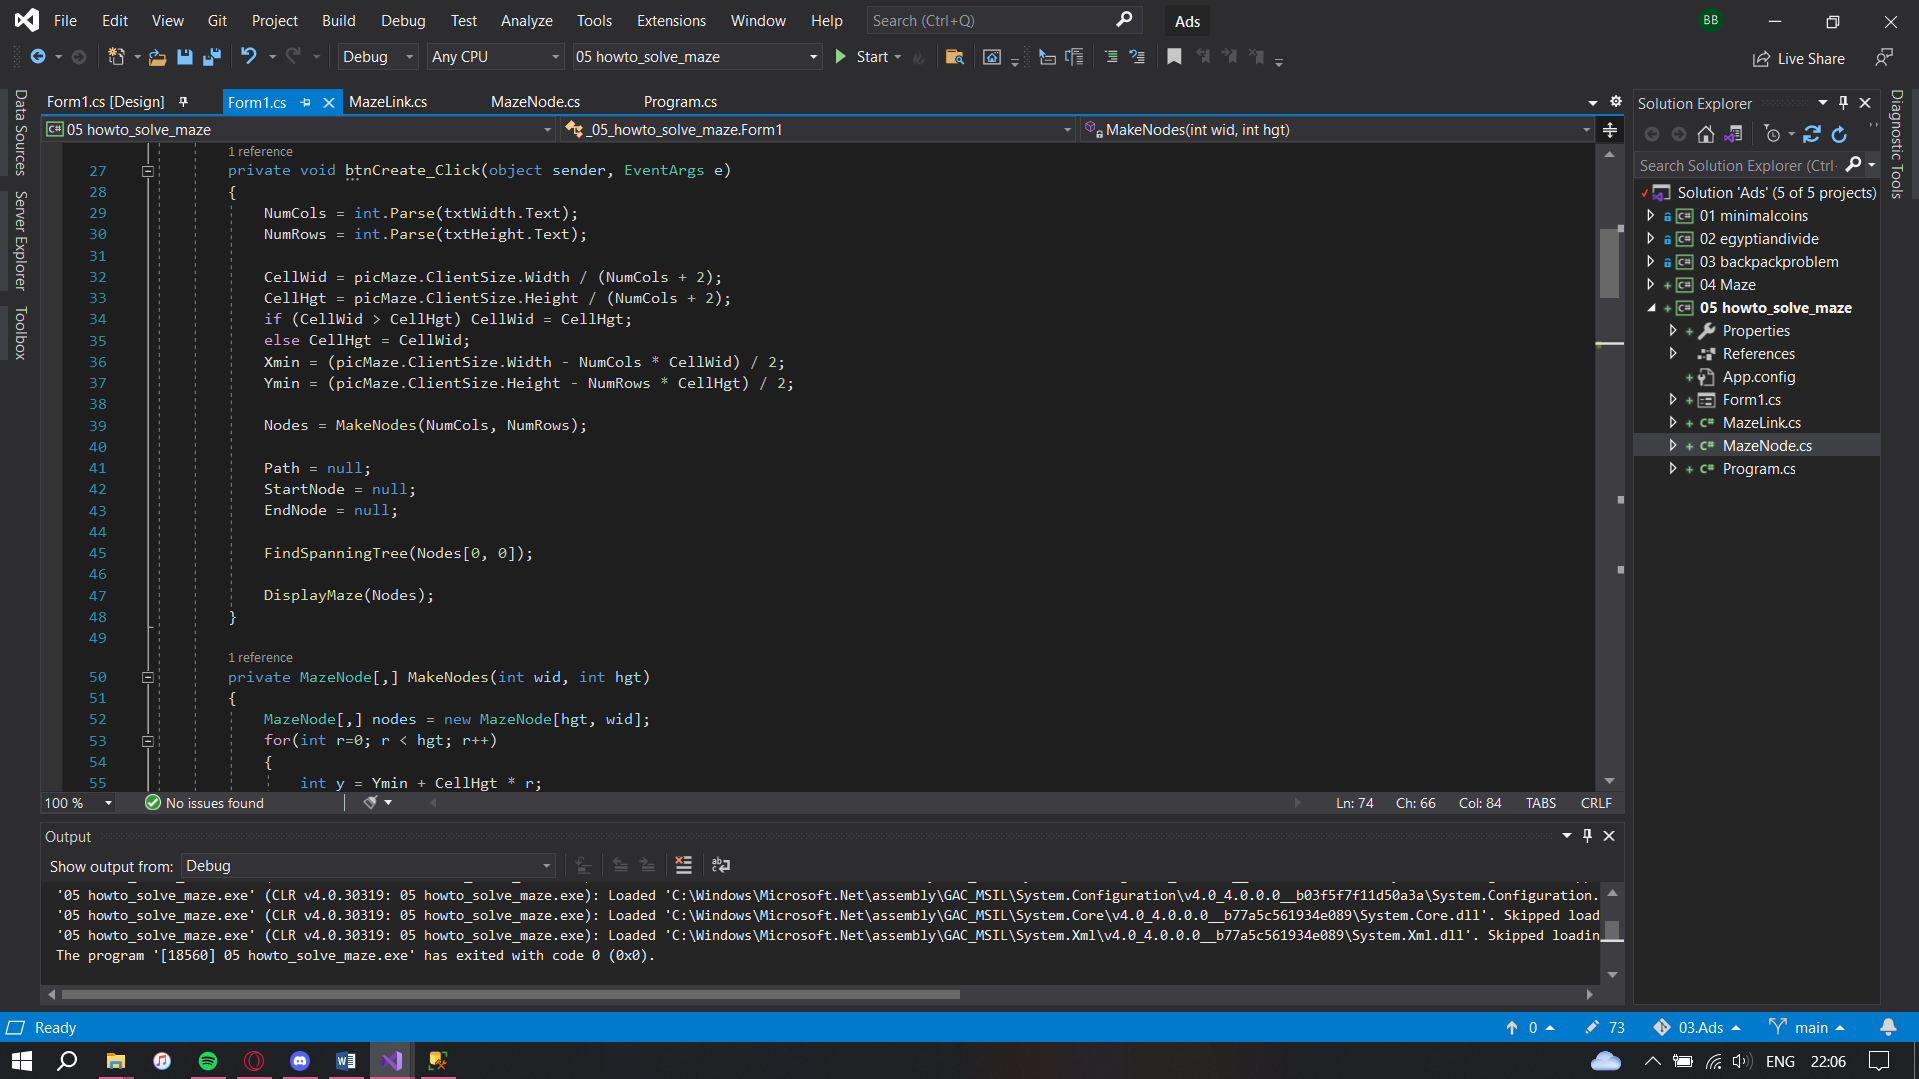 File Edit View Git Project Build Debug Test Analyze Tools Extensions Window Help Search (Ctrl+Q) Ads BB
Debug Any CPU 05 howto_solve_maze Start Live Share
Data Sources
Server Explorer
Toolbox
Form1.cs [Design] Form1.cs MazeLink.cs MazeNode.cs Program.cs
05 howto_solve_maze _05_howto_solve_maze.Form1 MakeNodes(int wid, int hgt)
1 reference
27 private void btnCreate_Click(object sender, EventArgs e)
28 {
29 NumCols = int.Parse(txtWidth.Text);
30 NumRows = int.Parse(txtHeight.Text);
31
32 CellWid = picMaze.ClientSize.Width / (NumCols + 2);
33 CellHgt = picMaze.ClientSize.Height / (NumCols + 2);
34 if (CellWid > CellHgt) CellWid = CellHgt;
35 else CellHgt = CellWid;
36 Xmin = (picMaze.ClientSize.Width - NumCols * CellWid) / 2;
37 Ymin = (picMaze.ClientSize.Height - NumRows * CellHgt) / 2;
38
39 Nodes = MakeNodes(NumCols, NumRows);
40
41 Path = null;
42 StartNode = null;
43 EndNode = null;
44
45 FindSpanningTree(Nodes[0, 0]);
46
47 DisplayMaze(Nodes);
48 }
49
1 reference
50 private MazeNode[,] MakeNodes(int wid, int hgt)
51 {
52 MazeNode[,] nodes = new MazeNode[hgt, wid];
53 for(int r=0; r < hgt; r++)
54 {
55 int y = Ymin + CellHgt * r;
100 % No issues found Ln: 74 Ch: 66 Col: 84 TABS CRLF
Output
Show output from: Debug
'05 howto_solve_maze.exe' (CLR v4.0.30319: 05 howto_solve_maze.exe): Loaded 'C:\Windows\Microsoft.Net\assembly\GAC_MSIL\System.Configuration\v4.0_4.0.0.0__b03f5f7f11d50a3a\System.Configuration.
'05 howto_solve_maze.exe' (CLR v4.0.30319: 05 howto_solve_maze.exe): Loaded 'C:\Windows\Microsoft.Net\assembly\GAC_MSIL\System.Core\v4.0_4.0.0.0__b77a5c561934e089\System.Core.dll'. Skipped load
'05 howto_solve_maze.exe' (CLR v4.0.30319: 05 howto_solve_maze.exe): Loaded 'C:\Windows\Microsoft.Net\assembly\GAC_MSIL\System.Xml\v4.0_4.0.0.0__b77a5c561934e089\System.Xml.dll'. Skipped loadin
The program '[18560] 05 howto_solve_maze.exe' has exited with code 0 (0x0).
Solution Explorer
Search Solution Explorer (Ctrl
Solution 'Ads' (5 of 5 projects)
01 minimalcoins
02 egyptiandivide
03 backpackproblem
04 Maze
05 howto_solve_maze
Properties
References
App.config
Form1.cs
MazeLink.cs
MazeNode.cs
Program.cs
Diagnostic Tools
Ready 0 73 03.Ads main
ENG 22:06